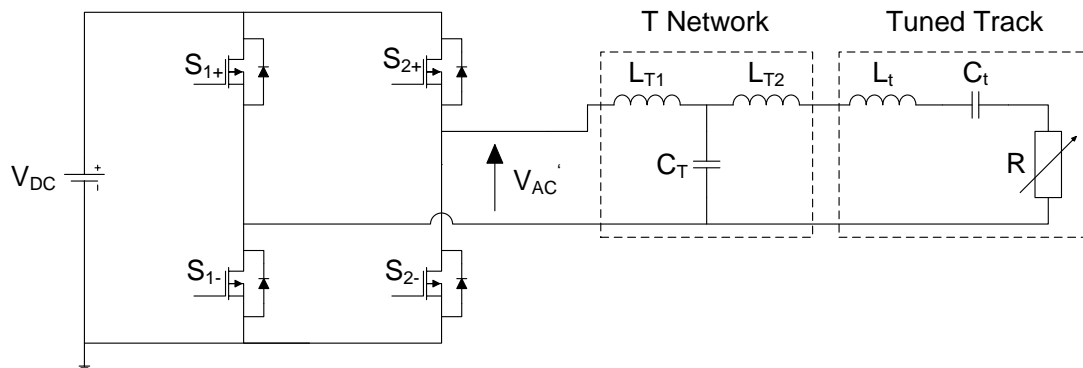 T Network
Tuned Track
S1+
S2+
LT1
LT2
Lt
Ct
VDC
+
-
VAC'
CT
R
S1-
S2-